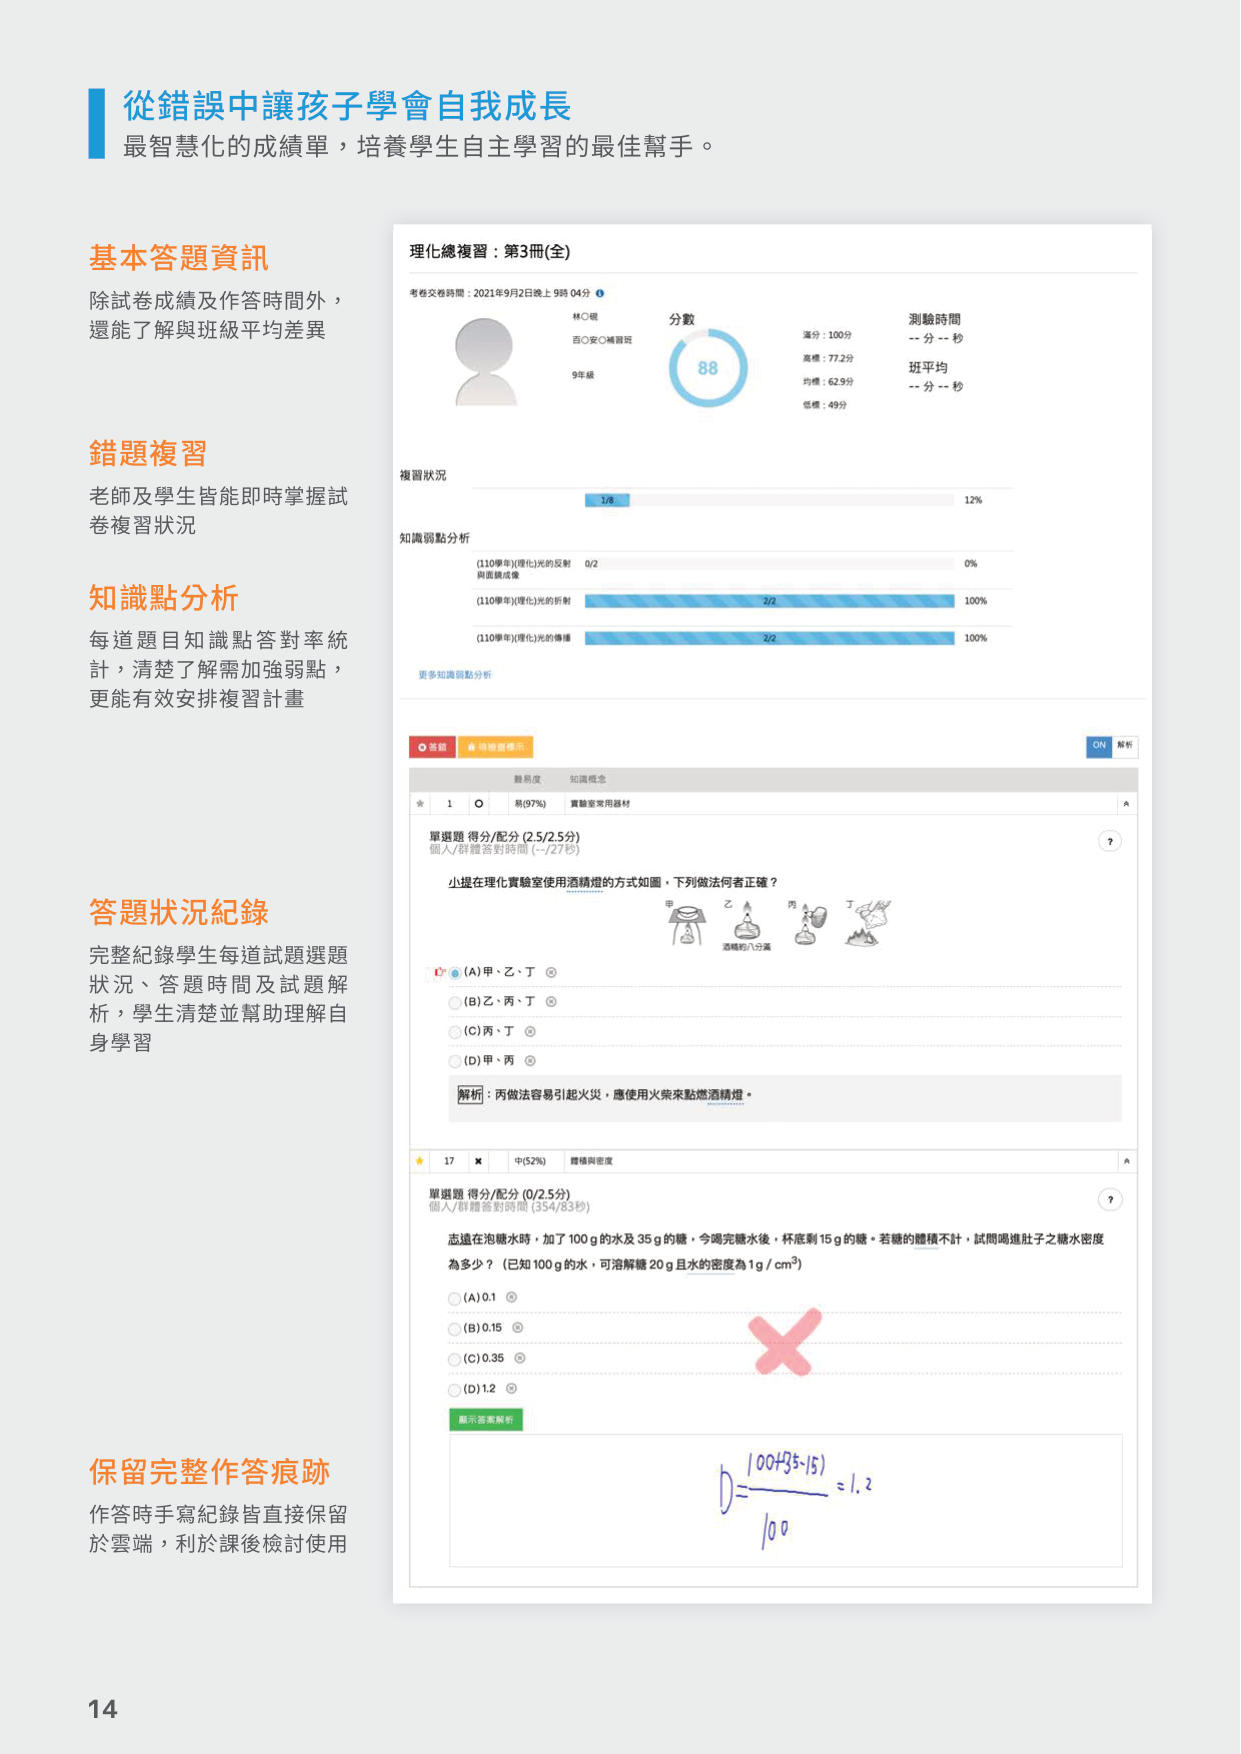 從錯誤中讓孩子學會自我成長
最智慧化的成績單，培養學生自主學習的最佳幫手。
基本答題資訊
除試卷成績及作答時間外，
還能了解與班級平均差異
錯題複習
老師及學生皆能即時掌握試
卷複習狀況
知識點分析
每道題目知識點答對率統
計，清楚了解需加強弱點，
更能有效安排複習計畫
答題狀況紀錄
完整紀錄學生每道試題選題
狀況、答題時間及試題解
析，學生清楚並幫助理解自
身學習
保留完整作答痕跡
作答時手寫紀錄皆直接保留
於雲端，利於課後檢討使用
理化總複習：第3冊(全)
考卷交卷時間：2021年9月2日晚上 9時 04分
林○硯
百○安○補習班
9年級
分數
88
滿分：100分
高標：77.2分
均標：62.9分
低標：49分
測驗時間
-- 分 -- 秒
班平均
-- 分 -- 秒
複習狀況
1/8
12%
知識弱點分析
(110學年)(理化)光的反射
與面鏡成像
0/2
0%
(110學年)(理化)光的折射
2/2
100%
(110學年)(理化)光的傳播
2/2
100%
更多知識弱點分析
答錯
待檢查標示
ON 解析
難易度 知識概念
1 易(97%) 實驗室常用器材
單選題 得分/配分 (2.5/2.5分)
個人/群體答對時間 (--/27秒)
?
小提在理化實驗室使用酒精燈的方式如圖，下列做法何者正確？
甲 乙 丙 丁
酒精約八分滿
(A) 甲、乙、丁
(B) 乙、丙、丁
(C) 丙、丁
(D) 甲、丙
解析：丙做法容易引起火災，應使用火柴來點燃酒精燈。
17 中(52%) 體積與密度
單選題 得分/配分 (0/2.5分)
個人/群體答對時間 (354/83秒)
?
志遠在泡糖水時，加了 100 g 的水及 35 g 的糖，今喝完糖水後，杯底剩 15 g 的糖。若糖的體積不計，試問喝進肚子之糖水密度
為多少？（已知 100 g 的水，可溶解糖 20 g 且水的密度為 1 g / cm³）
(A) 0.1
(B) 0.15
(C) 0.35
(D) 1.2
顯示答案解析
100+(35-15)
D= =1.2
100
14